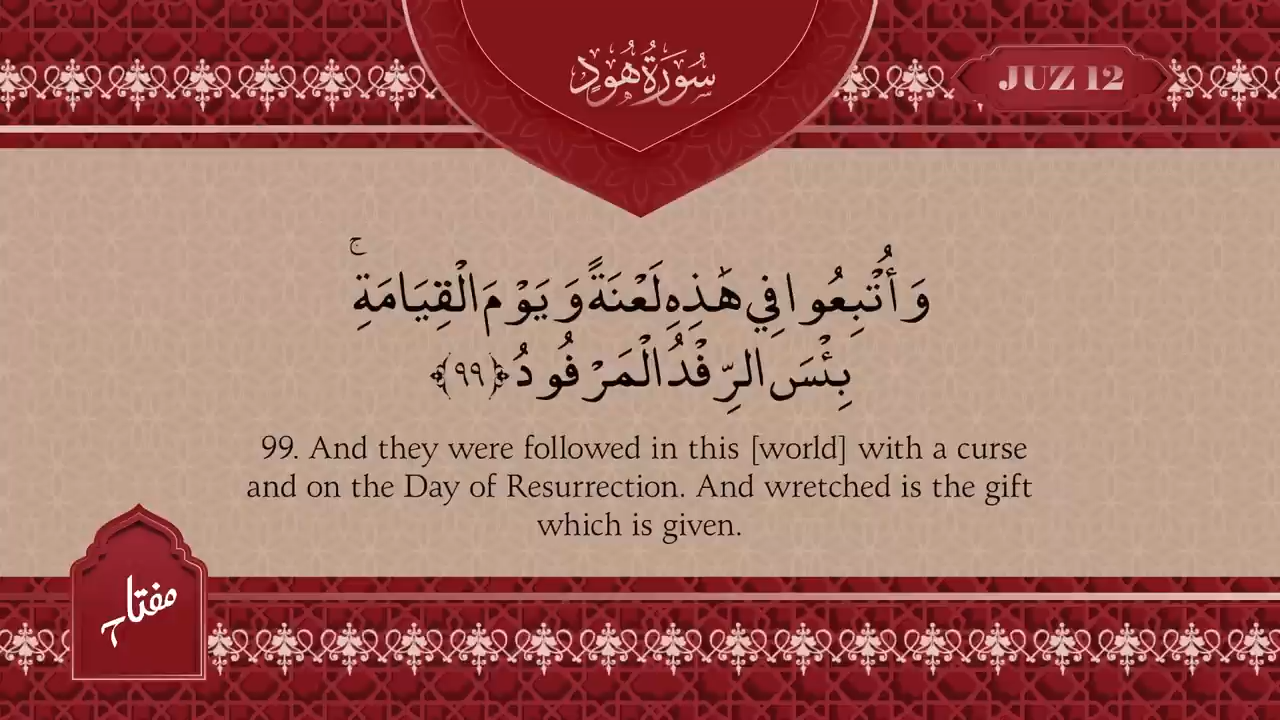 سُورَةُ هُودٍ
JUZ 12
وَأُتْبِعُوا فِي هَٰذِهِ لَعْنَةً وَيَوْمَ الْقِيَامَةِ ۚ
بِئْسَ الرِّفْدُ الْمَرْفُودُ ﴿٩٩﴾
99. And they were followed in this [world] with a curse
and on the Day of Resurrection. And wretched is the gift
which is given.
مفتاح